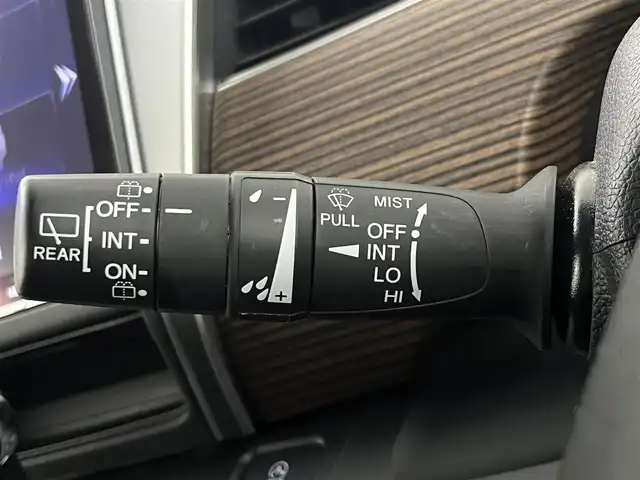 REAR
OFF
INT
ON
-
+
PULL
MIST
OFF
INT
LO
HI